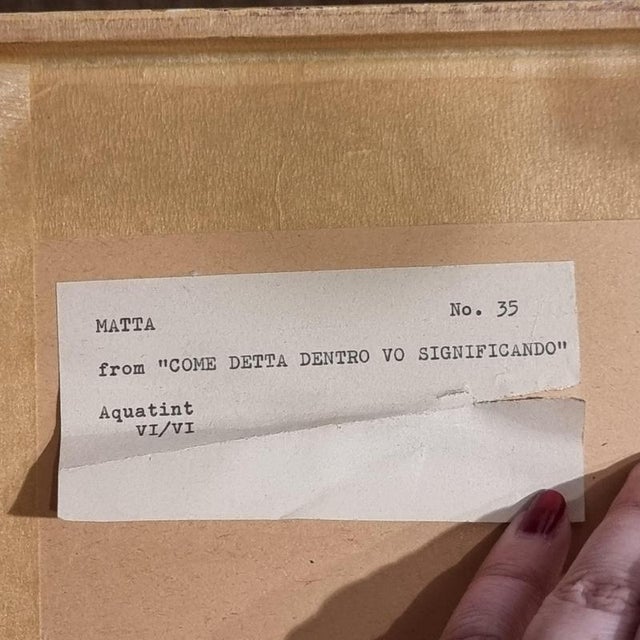 MATTA
No. 35
from "COME DETTA DENTRO VO SIGNIFICANDO"
Aquatint
VI/VI